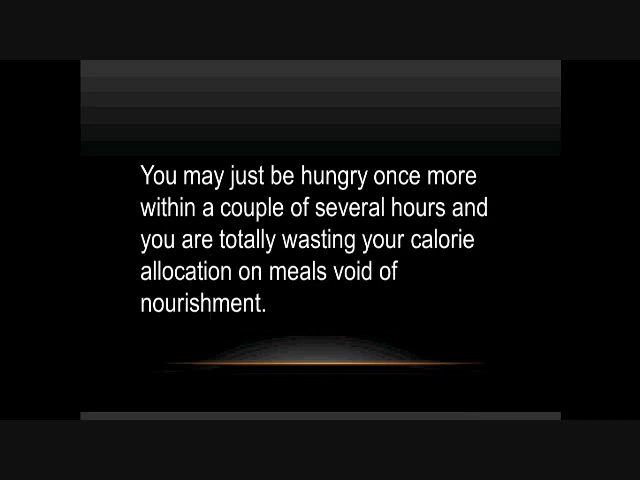 You may just be hungry once more
within a couple of several hours and
you are totally wasting your calorie
allocation on meals void of
nourishment.